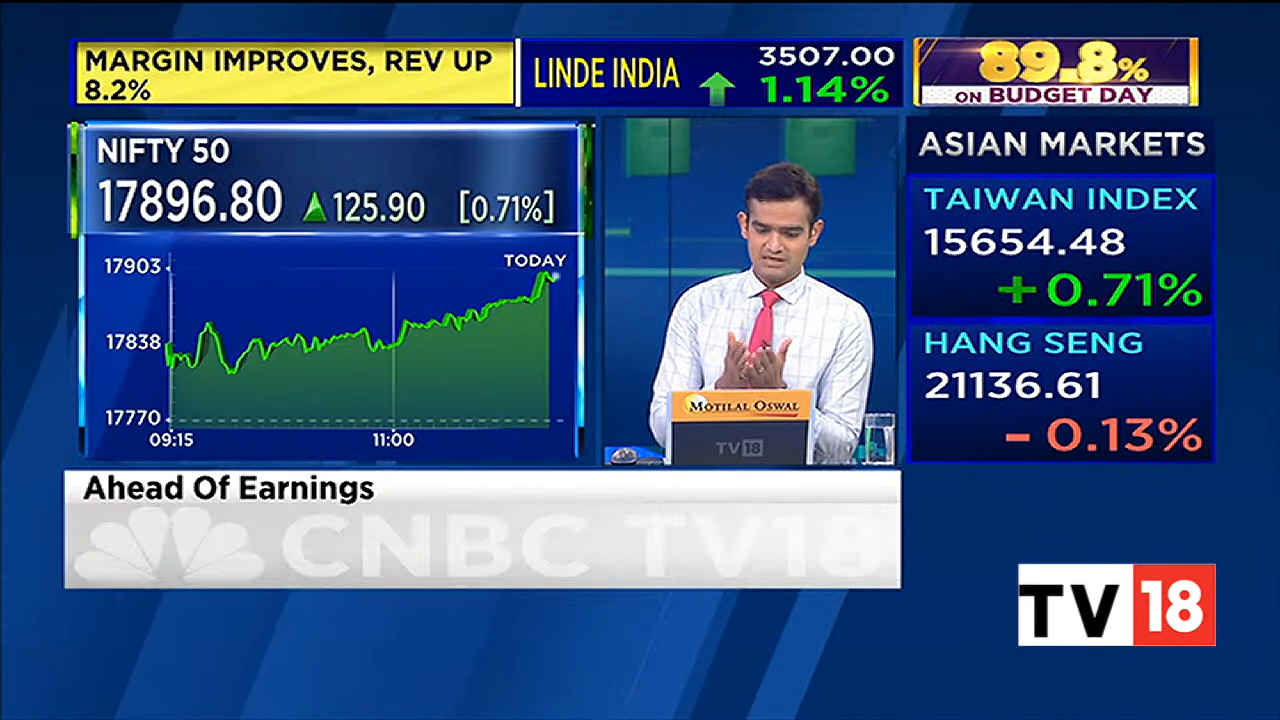 MARGIN IMPROVES, REV UP
8.2%
LINDE INDIA
3507.00
1.14%
89.8%
ON BUDGET DAY
NIFTY 50
17896.80 125.90 [0.71%]
TODAY
17903
17838
17770
09:15 11:00
MOTILAL OSWAL
TV18
ASIAN MARKETS
TAIWAN INDEX
15654.48
+0.71%
HANG SENG
21136.61
- 0.13%
Ahead Of Earnings
CNBC TV18
TV18